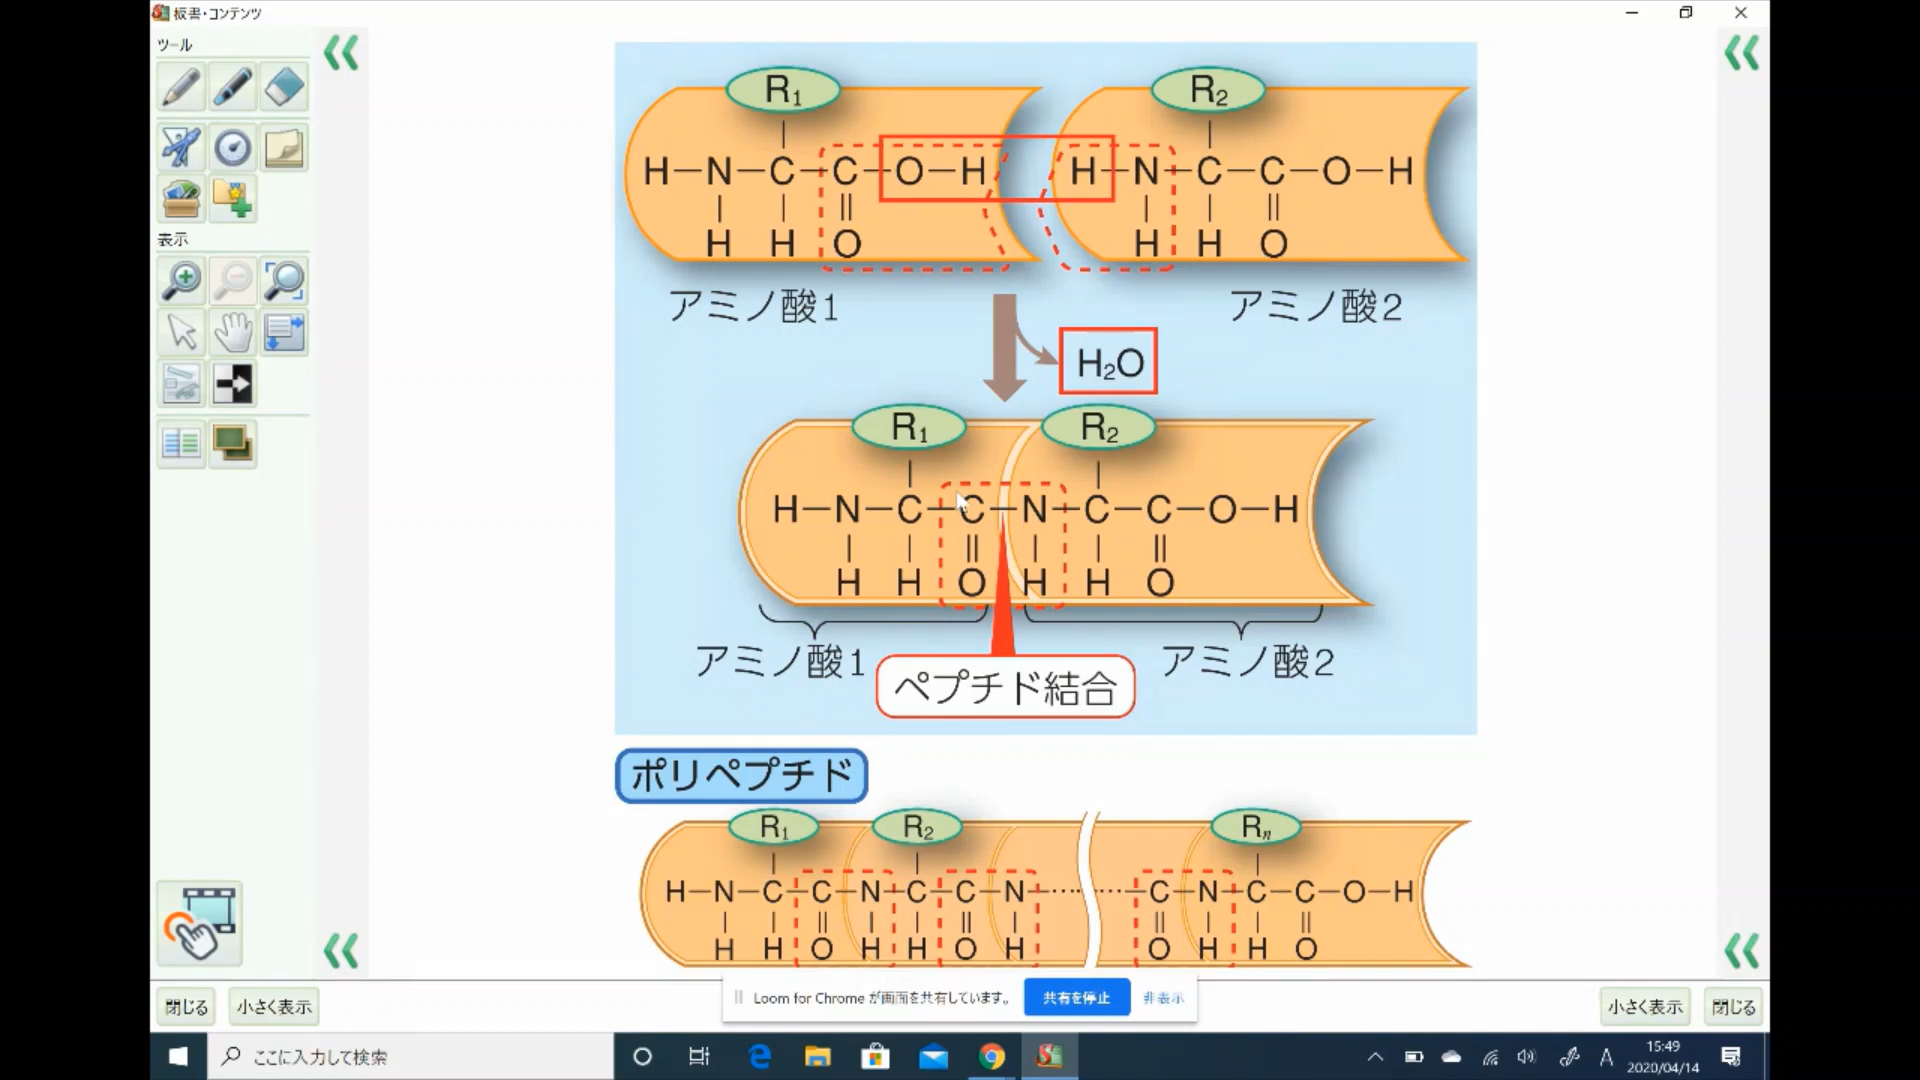 板書・コンテンツ
ツール
表示
R1
R2
H－N－C－C－O－H
H－N－C－C－O－H
H H O
H H O
アミノ酸1
アミノ酸2
H2O
R1
R2
H－N－C－C－N－C－C－O－H
H H O H H O
アミノ酸1
アミノ酸2
ペプチド結合
ポリペプチド
R1
R2
Rn
H－N－C－C－N－C－C－N……
……C－N－C－C－O－H
H H O H H O H
O H H O
Loom for Chrome が画面を共有しています。
共有を停止
非表示
閉じる
小さく表示
小さく表示
閉じる
ここに入力して検索
A
15:49
2020/04/14